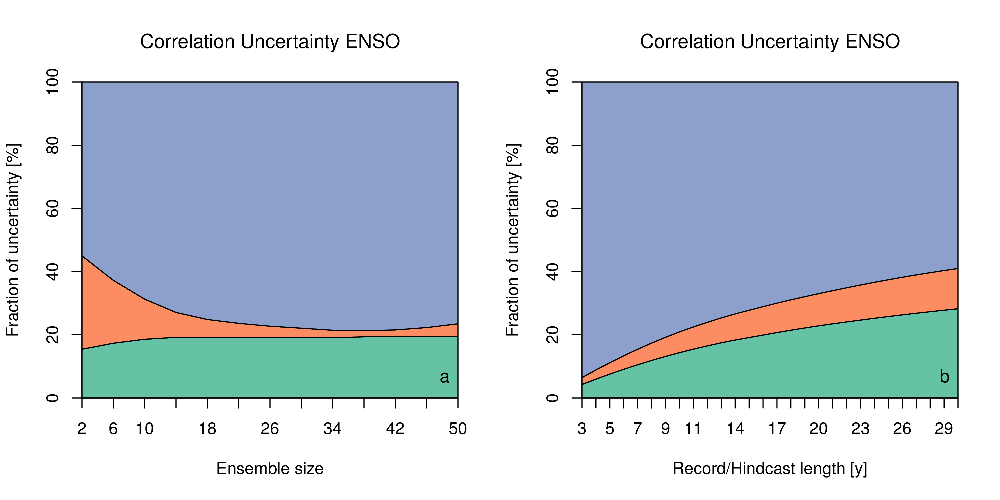 Correlation Uncertainty ENSO
Fraction of uncertainty [%]
100
80
60
40
20
0
a
2 6 10 18 26 34 42 50
Ensemble size
Correlation Uncertainty ENSO
Fraction of uncertainty [%]
100
80
60
40
20
0
b
3 5 7 9 11 14 17 20 23 26 29
Record/Hindcast length [y]